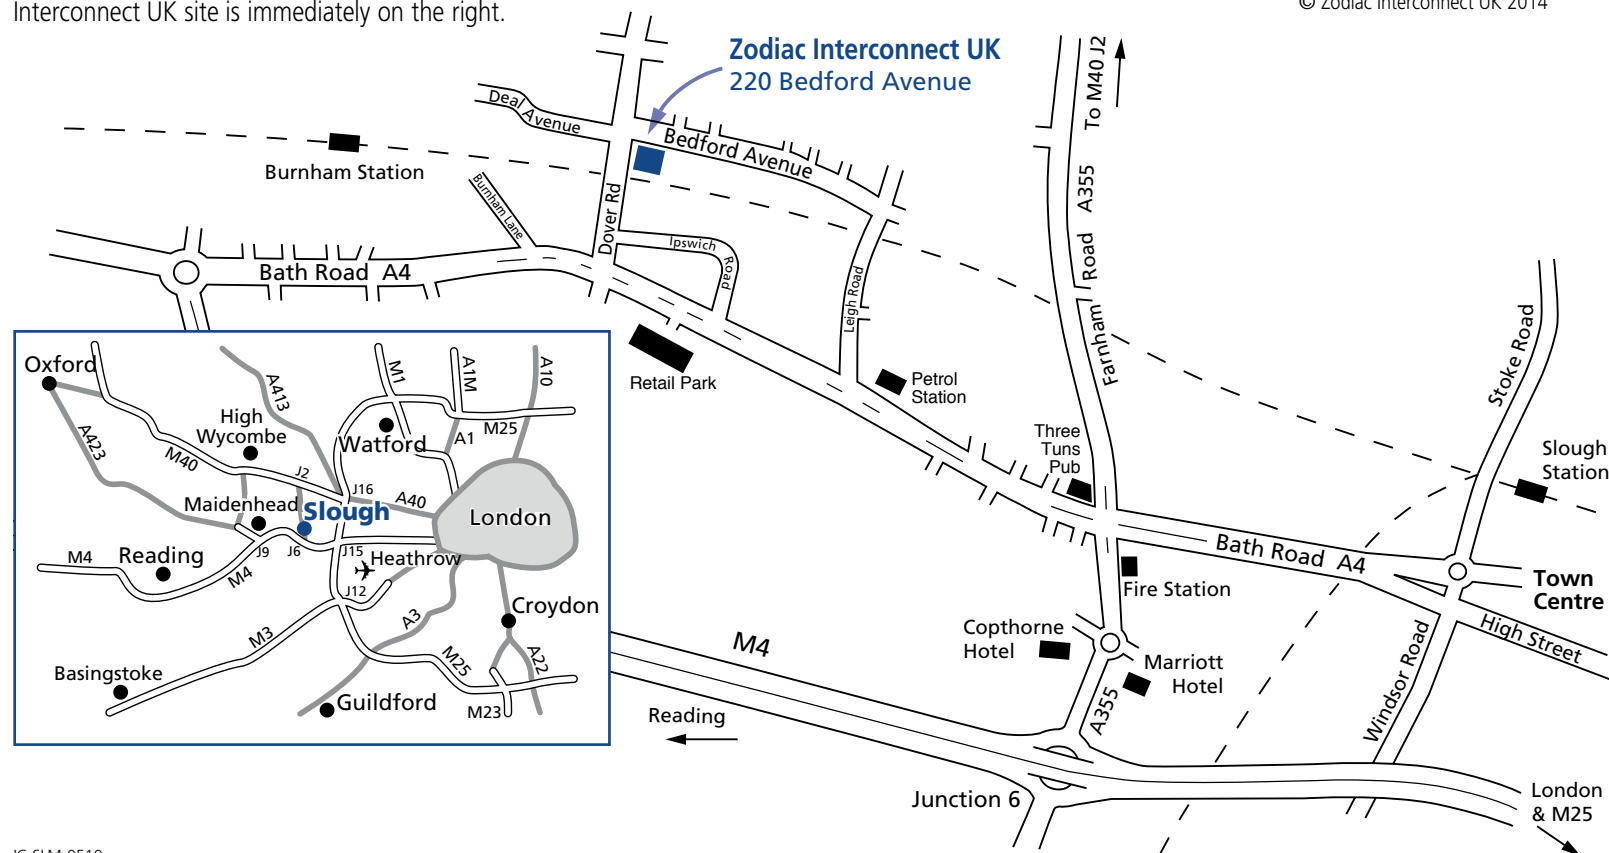 Interconnect UK site is immediately on the right.
© Zodiac Interconnect UK 2014
Zodiac Interconnect UK
220 Bedford Avenue
To M40 J2
Deal Avenue
Bedford Avenue
Burnham Station
Burnham Lane
Dover Rd
Ipswich Road
A355
Farnham Road
Leigh Road
Bath Road A4
Stoke Road
Retail Park
Petrol
Station
Three
Tuns
Pub
Slough
Station
Bath Road A4
Fire Station
Town
Centre
High Street
Copthorne
Hotel
Marriott
Hotel
A355
Windsor Road
M4
Reading
Junction 6
London
& M25
Oxford
A413
M1
A1M
A10
High
Wycombe
A423
M40
Watford
A1
M25
J2
J16
A40
Maidenhead
Slough
London
M4
Reading
J9
J6
J15
Heathrow
M4
J12
A3
Croydon
M3
M25
A22
Basingstoke
Guildford
M23